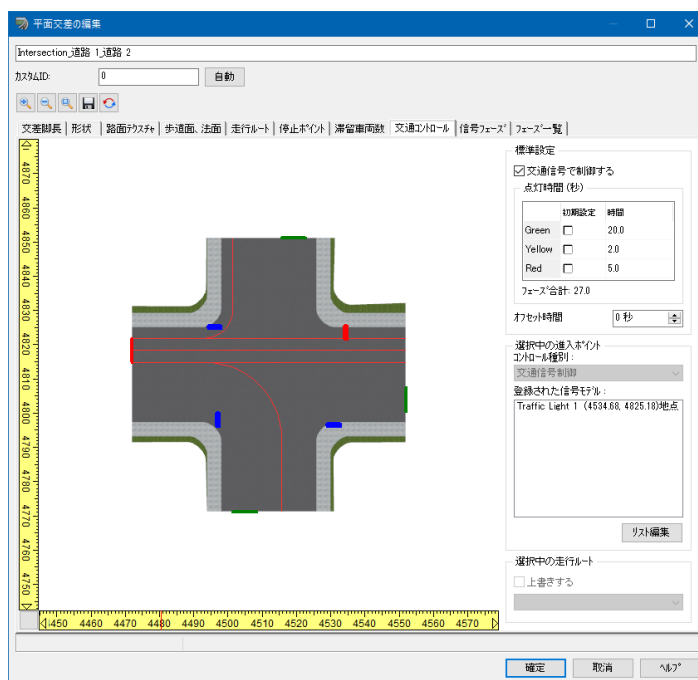 平面交差の編集
Intersection_道路 1_道路 2
カスタムID:
0
自動
交差脚長
形状
路面テクスチャ
歩道面、法面
走行ルート
停止ポイント
滞留車両数
交通コントロール
信号フェーズ
フェーズ一覧
4870
4860
4850
4840
4830
4820
4810
4800
4790
4780
4770
4760
4750
4450 4460 4470 4480 4490 4500 4510 4520 4530 4540 4550 4560 4570
標準設定
交通信号で制御する
点灯時間 (秒)
初期設定 時間
Green 20.0
Yellow 2.0
Red 5.0
フェーズ合計: 27.0
オフセット時間 0 秒
選択中の進入ポイント
コントロール種別 :
交通信号制御
登録された信号モデル :
Traffic Light 1 (4534.68, 4825.18)地点
リスト編集
選択中の走行ルート
上書きする
確定
取消
ヘルプ